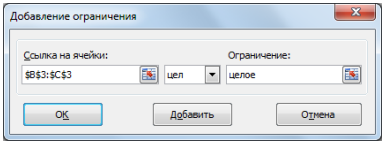 Добавление ограничения
Ссылка на ячейки: Ограничение:
$B$3:$C$3 цел целое
ОК Добавить Отмена